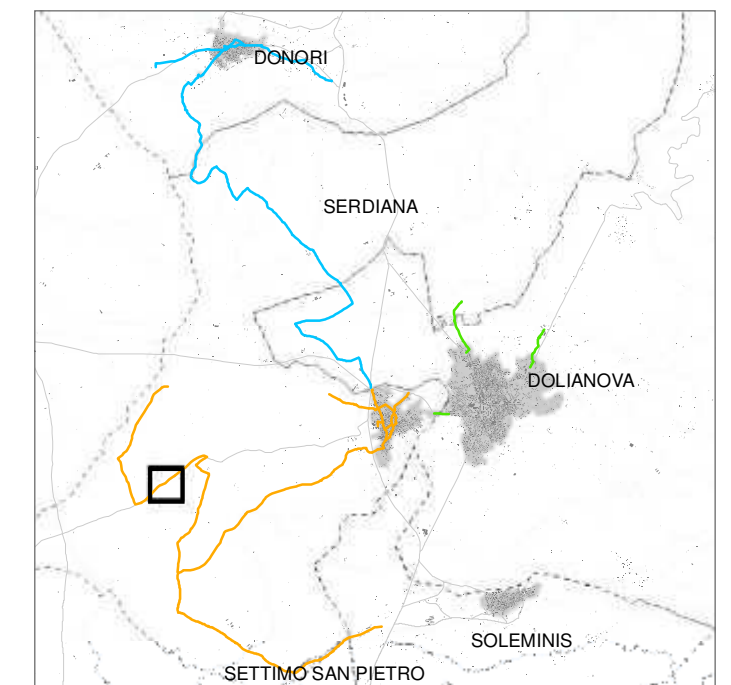 DONORI
SERDIANA
DOLIANOVA
SOLEMINIS
SETTIMO SAN PIETRO